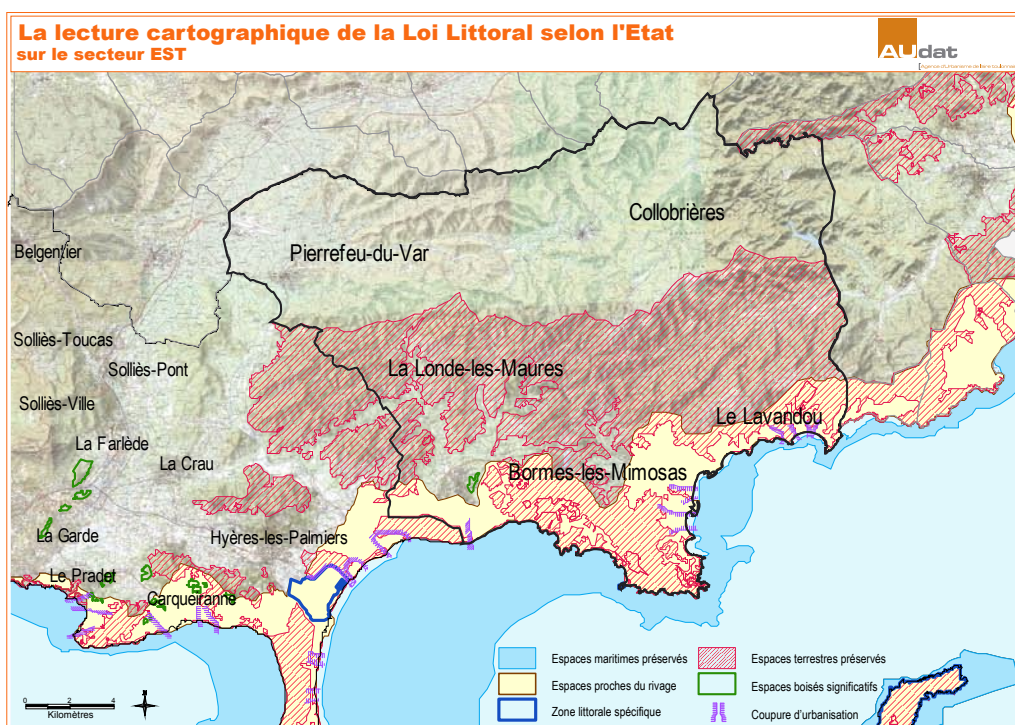 La lecture cartographique de la Loi Littoral selon l'Etat
sur le secteur EST
AUdat
Collobrières
Belgentier
Pierrefeu-du-Var
Solliès-Toucas
Solliès-Pont
La Londe-les-Maures
Solliès-Ville
Le Lavandou
La Farlède
La Crau
Bormes-les-Mimosas
La Garde
Hyères-les-Palmiers
Le Pradet
Carqueiranne
Espaces maritimes préservés
Espaces terrestres préservés
Espaces proches du rivage
Espaces boisés significatifs
Zone littorale spécifique
Coupure d'urbanisation
0 2 4
Kilomètres
N